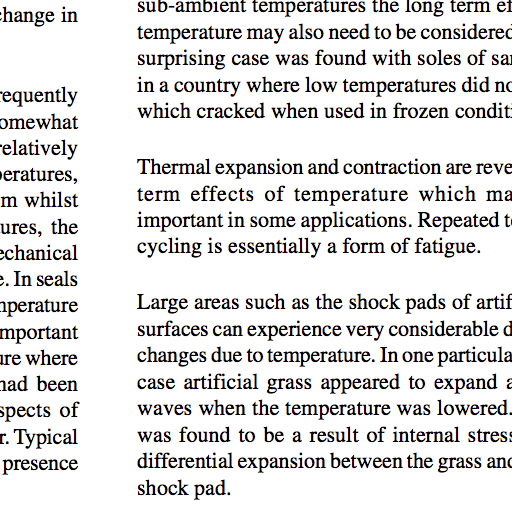 change in
requently
omewhat
relatively
peratures,
m whilst
ures, the
echanical
e. In seals
mperature
mportant
ure where
had been
spects of
r. Typical
presence
sub-ambient temperatures the long term ef
temperature may also need to be considered
surprising case was found with soles of sa
in a country where low temperatures did no
which cracked when used in frozen conditi
Thermal expansion and contraction are reve
term effects of temperature which ma
important in some applications. Repeated te
cycling is essentially a form of fatigue.
Large areas such as the shock pads of artif
surfaces can experience very considerable d
changes due to temperature. In one particula
case artificial grass appeared to expand a
waves when the temperature was lowered.
was found to be a result of internal stress
differential expansion between the grass and
shock pad.